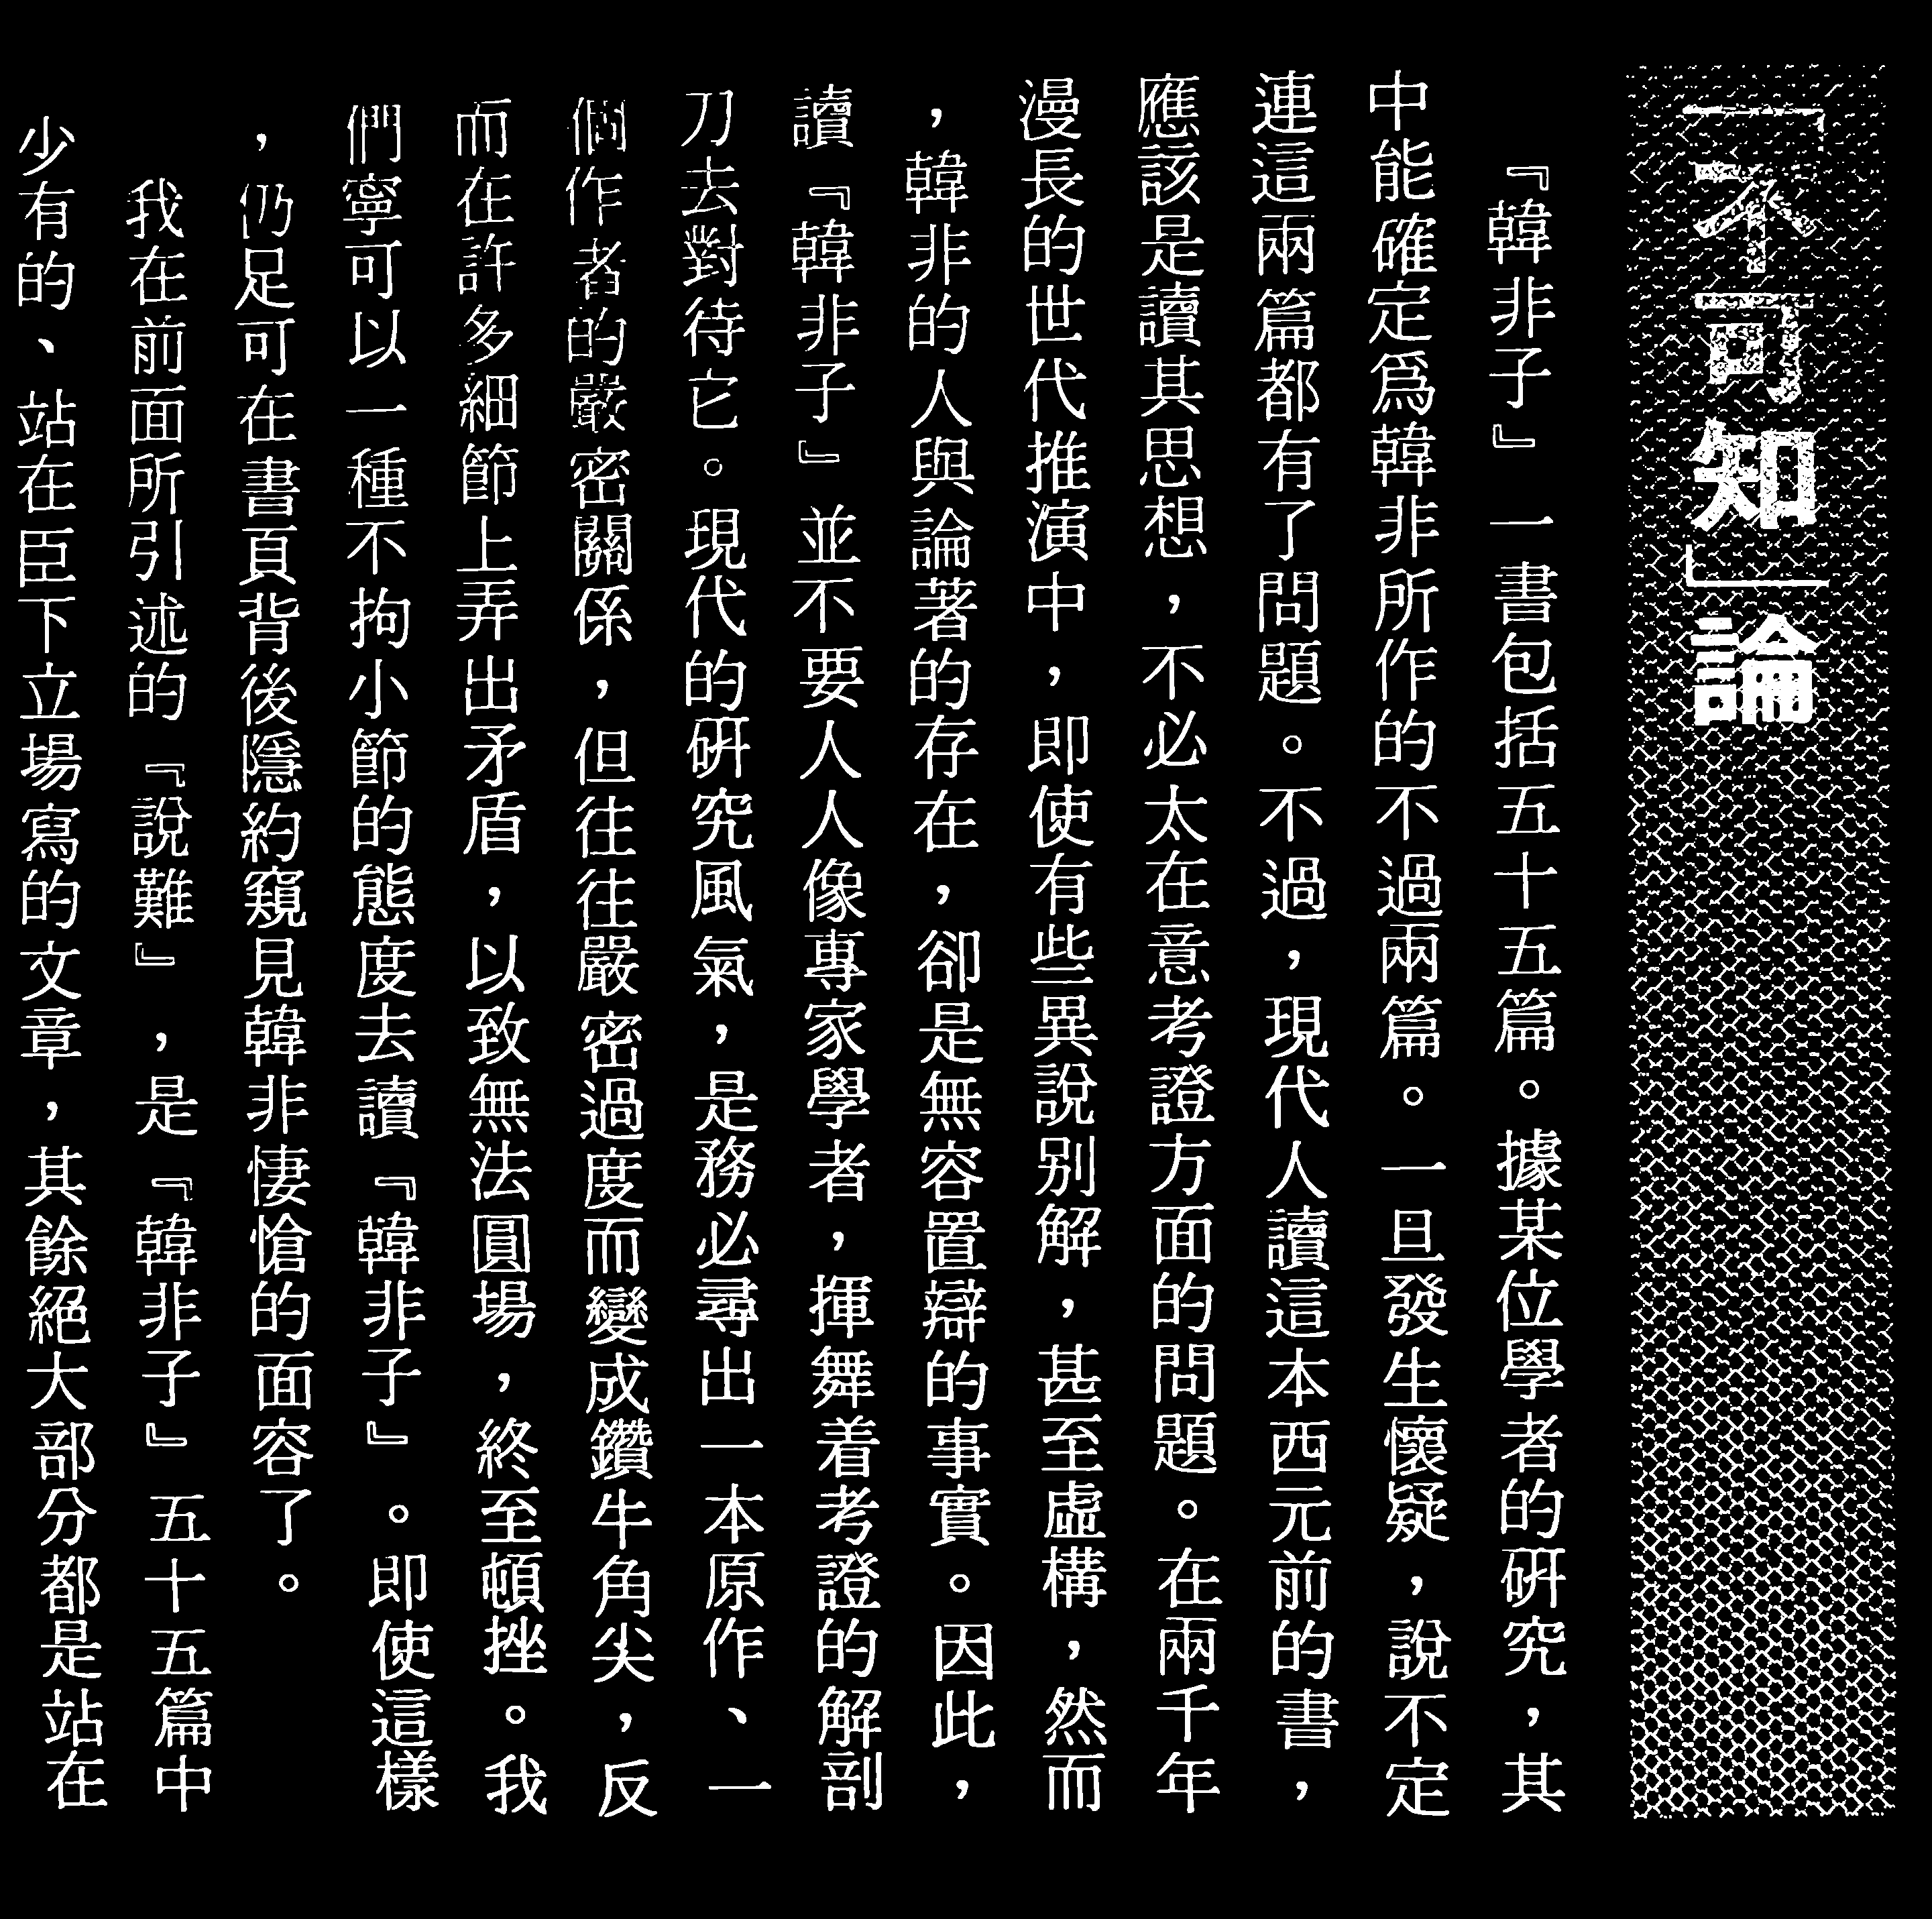 「不可知」論
『韓非子』一書包括五十五篇。據某位學者的研究，其
中能確定爲韓非所作的不過兩篇。一旦發生懷疑，說不定
連這兩篇都有了問題。不過，現代人讀這本西元前的書，
應該是讀其思想，不必太在意考證方面的問題。在兩千年
漫長的世代推演中，即使有些異說別解，甚至虛構，然而
，韓非的人與論著的存在，卻是無容置辯的事實。因此，
讀『韓非子』並不要人人像專家學者，揮舞着考證的解剖
刀去對待它。現代的研究風氣，是務必尋出一本原作、一
個作者的嚴密關係，但往往嚴密過度而變成鑽牛角尖，反
而在許多細節上弄出矛盾，以致無法圓場，終至頓挫。我
們寧可以一種不拘小節的態度去讀『韓非子』。即使這樣
，仍足可在書頁背後隱約窺見韓非悽愴的面容了。
我在前面所引述的『說難』，是『韓非子』五十五篇中
少有的、站在臣下立場寫的文章，其餘絕大部分都是站在